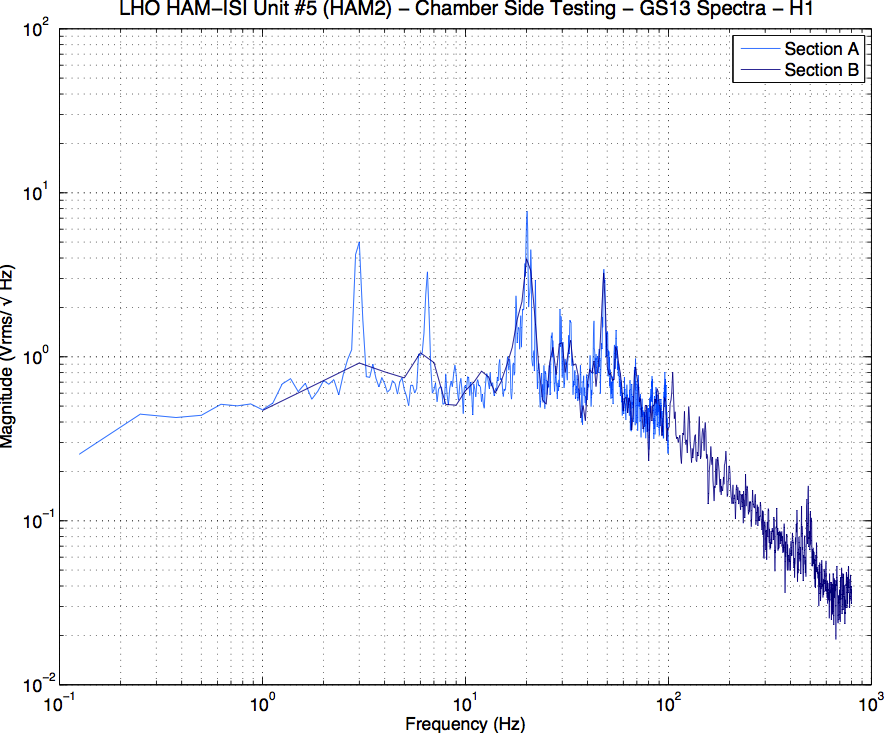 LHO HAM−ISI Unit #5 (HAM2) − Chamber Side Testing − GS13 Spectra − H1
Section A
Section B
Magnitude (Vrms/ √ Hz)
10^2
10^1
10^0
10^−1
10^−2
10^−1 10^0 10^1 10^2 10^3
Frequency (Hz)